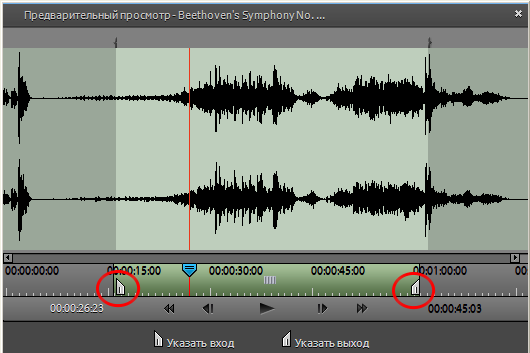 Предварительный просмотр - Beethoven's Symphony No. ...
00:00:00:00 00:00:15:00 00:00:30:00 00:00:45:00 00:01:00:00 00
00:00:26:23 00:00:45:03
Указать вход Указать выход